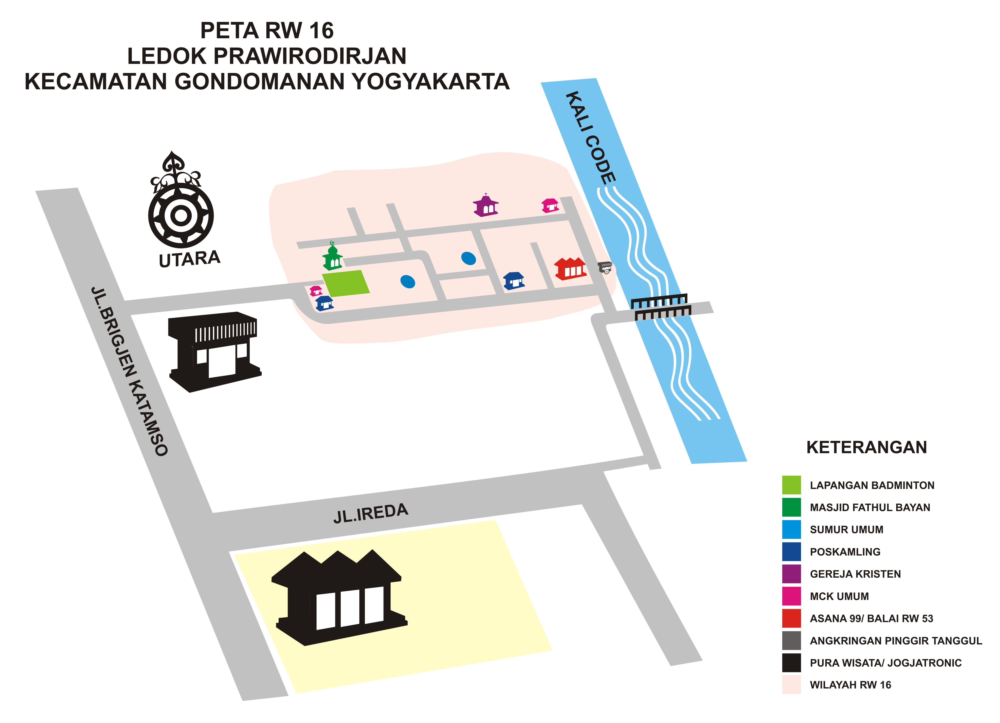 PETA RW 16
LEDOK PRAWIRODIRJAN
KECAMATAN GONDOMANAN YOGYAKARTA
KALI CODE
UTARA
JL.BRIGJEN KATAMSO
JL.IREDA
KETERANGAN
LAPANGAN BADMINTON
MASJID FATHUL BAYAN
SUMUR UMUM
POSKAMLING
GEREJA KRISTEN
MCK UMUM
ASANA 99/ BALAI RW 53
ANGKRINGAN PINGGIR TANGGUL
PURA WISATA/ JOGJATRONIC
WILAYAH RW 16